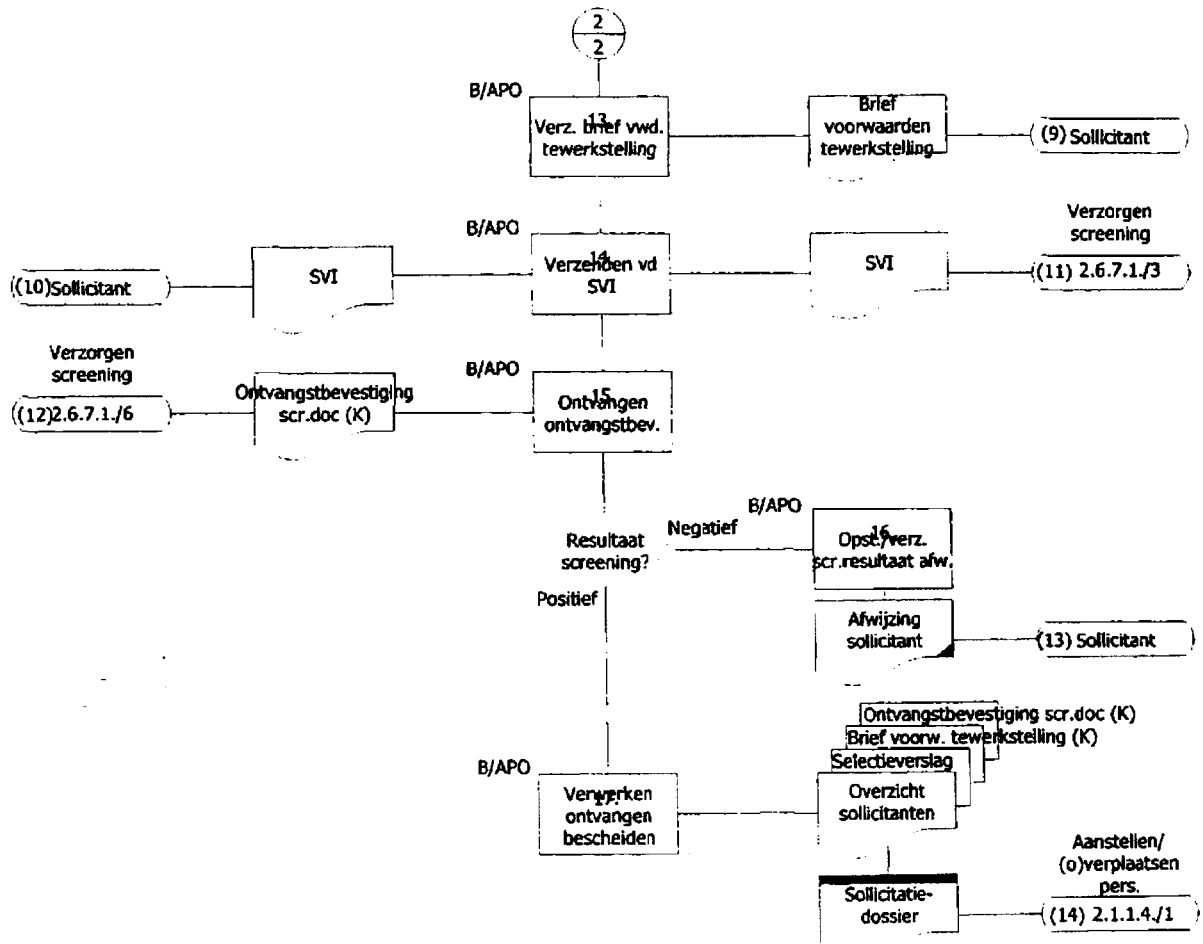 2
2
B/APO
13.
Verz. brief vwd.
tewerkstelling
Brief
voorwaarden
tewerkstelling
(9) Sollicitant
B/APO
14.
Verzenden vd
SVI
SVI
(10)Sollicitant
SVI
Verzorgen
screening
(11) 2.6.7.1./3
Verzorgen
screening
(12)2.6.7.1./6
Ontvangstbevestiging
scr.doc (K)
B/APO
15.
Ontvangen
ontvangstbev.
Resultaat
screening?
Negatief
Positief
B/APO
16.
Opst./verz.
scr.resultaat afw.
Afwijzing
sollicitant
(13) Sollicitant
Ontvangstbevestiging scr.doc (K)
Brief voorw. tewerkstelling (K)
Selectieverslag
Overzicht
sollicitanten
B/APO
17.
Verwerken
ontvangen
bescheiden
Sollicitatie-
dossier
Aanstellen/
(o)verplaatsen
pers.
(14) 2.1.1.4./1